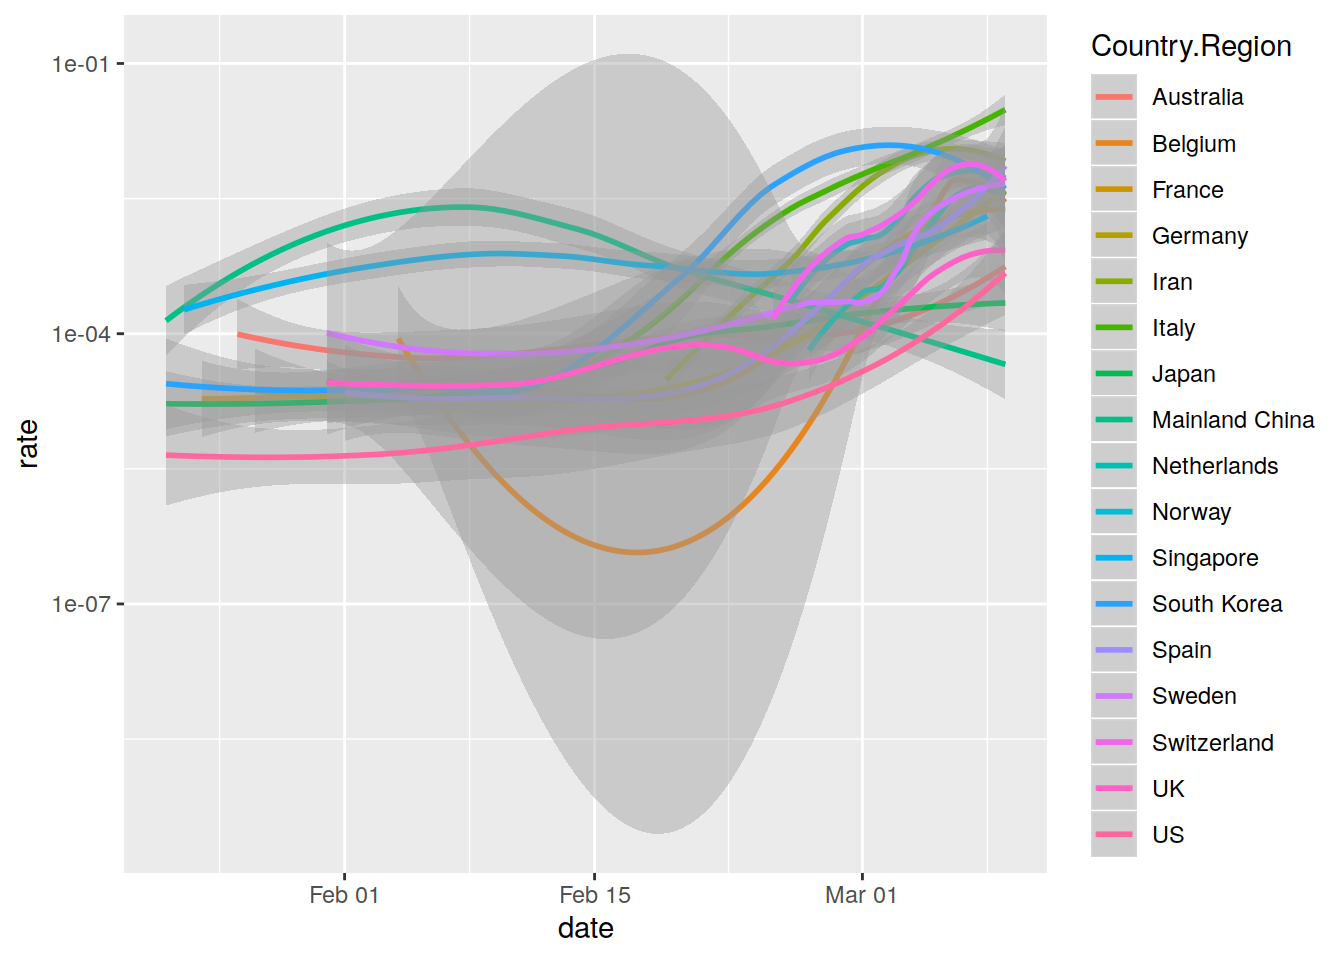 1e-01
1e-04
1e-07
rate
Feb 01
Feb 15
Mar 01
date
Country.Region
Australia
Belgium
France
Germany
Iran
Italy
Japan
Mainland China
Netherlands
Norway
Singapore
South Korea
Spain
Sweden
Switzerland
UK
US